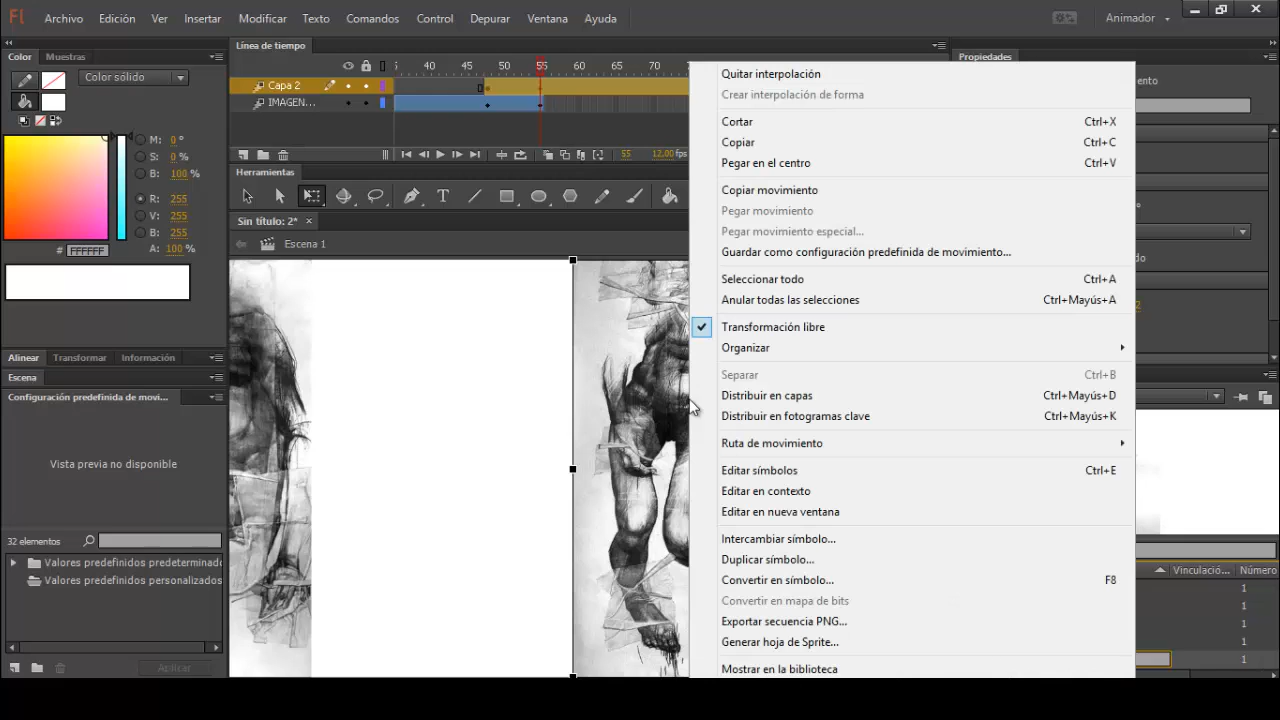 Fl Archivo Edición Ver Insertar Modificar Texto Comandos Control Depurar Ventana Ayuda Animador
Color Muestras
Color sólido
M: 0 °
S: 0 %
B: 100 %
R: 255
V: 255
A: 100 %
B: 255
# FFFFFF
Alinear Transformar Información
Escena
Configuración predefinida de movi...
Vista previa no disponible
32 elementos
Valores predefinidos predeterminado
Valores predefinidos personalizados
Aplicar
Línea de tiempo
40 45 50 55 60 65 70
Capa 2
IMAGEN...
55 12,00 fps
Herramientas
Sin título: 2* ×
Escena 1
Propiedades
Quitar interpolación
Crear interpolación de forma
Cortar Ctrl+X
Copiar Ctrl+C
Pegar en el centro Ctrl+V
Copiar movimiento
Pegar movimiento
Pegar movimiento especial...
Guardar como configuración predefinida de movimiento...
Seleccionar todo Ctrl+A
Anular todas las selecciones Ctrl+Mayús+A
Transformación libre
Organizar
Separar Ctrl+B
Distribuir en capas Ctrl+Mayús+D
Distribuir en fotogramas clave Ctrl+Mayús+K
Ruta de movimiento
Editar símbolos Ctrl+E
Editar en contexto
Editar en nueva ventana
Intercambiar símbolo...
Duplicar símbolo...
Convertir en símbolo... F8
Convertir en mapa de bits
Exportar secuencia PNG...
Generar hoja de Sprite...
Mostrar en la biblioteca
Vinculació... Número
1
1
1
1
1